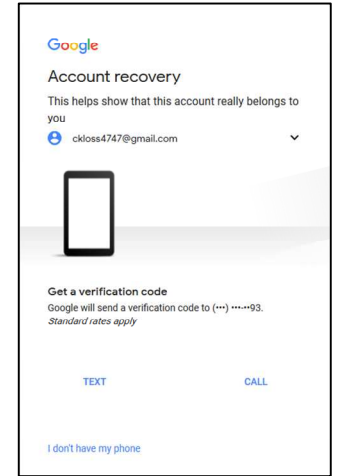 Google
Account recovery
This helps show that this account really belongs to
you
ckloss4747@gmail.com
Get a verification code
Google will send a verification code to (•••) •••-••93.
Standard rates apply
TEXT CALL
I don't have my phone